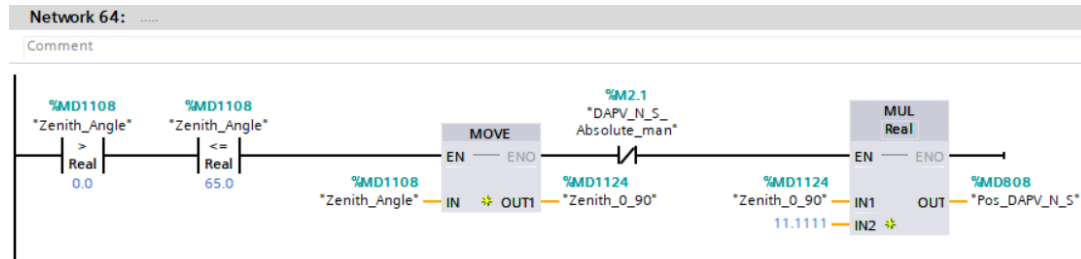 Network 64: .....
Comment
%MD1108
"Zenith_Angle"
>
Real
0.0
%MD1108
"Zenith_Angle"
<=
Real
65.0
MOVE
EN ENO
%MD1108
"Zenith_Angle"
IN OUT1
%MD1124
"Zenith_0_90"
%M2.1
"DAPV_N_S_
Absolute_man"
MUL
Real
EN ENO
%MD1124
"Zenith_0_90"
IN1 OUT
%MD808
"Pos_DAPV_N_S"
11.1111 IN2